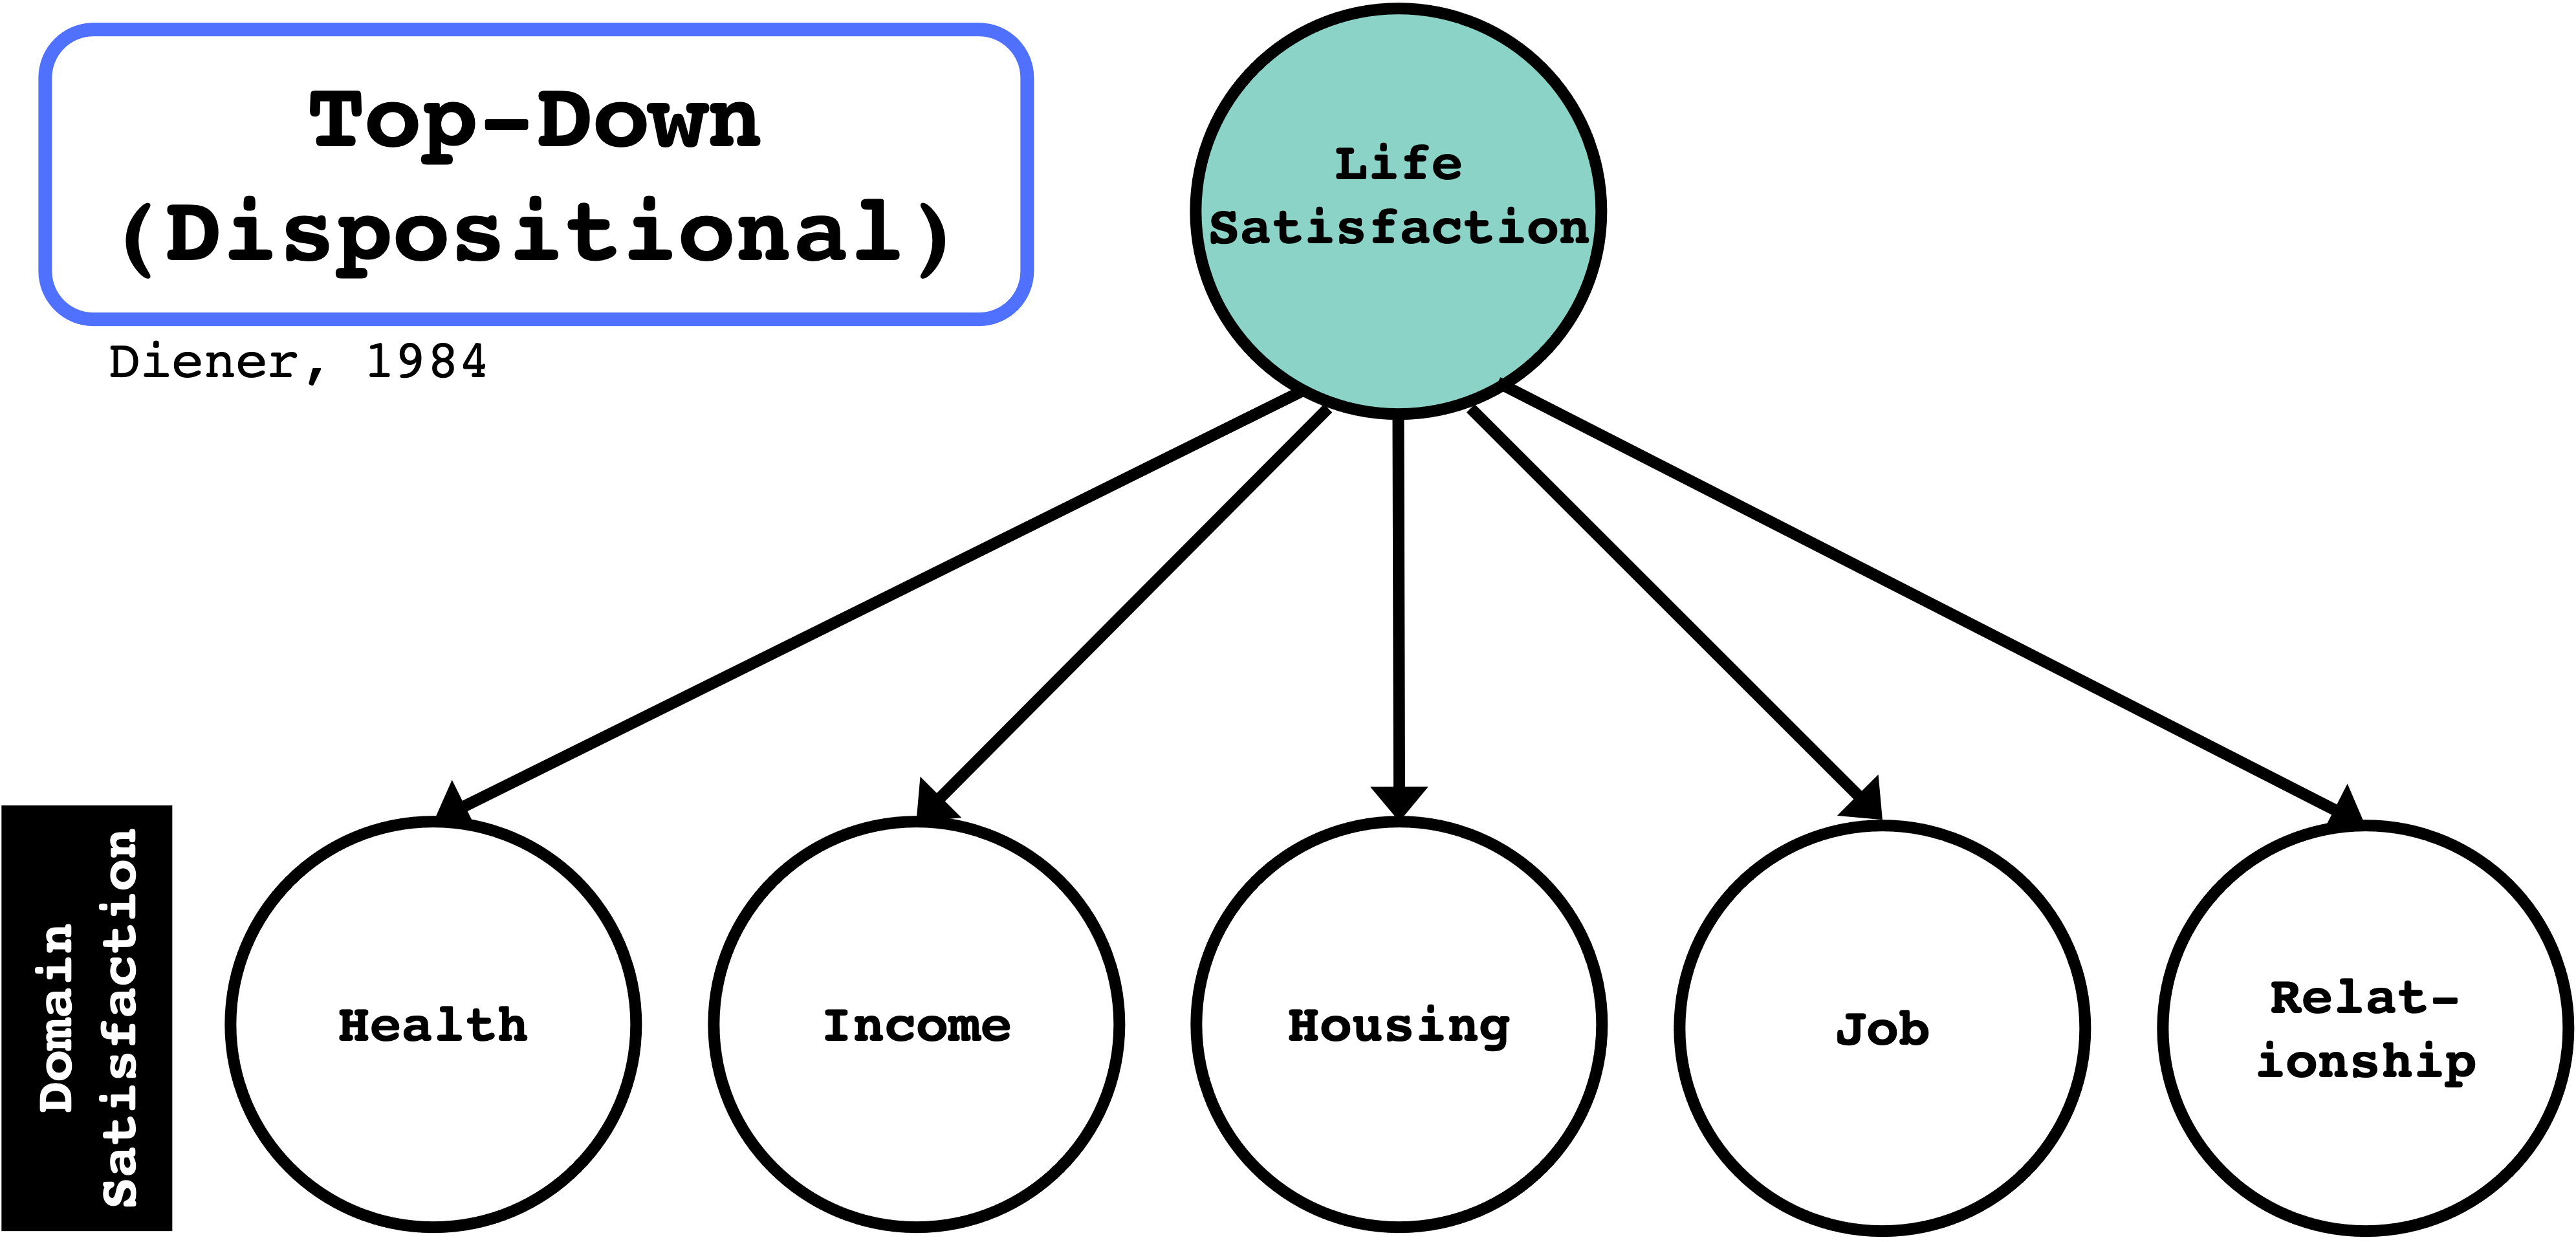 Top-Down
(Dispositional)
Diener, 1984
Life
Satisfaction
Domain
Satisfaction
Health
Income
Housing
Job
Relat-
ionship